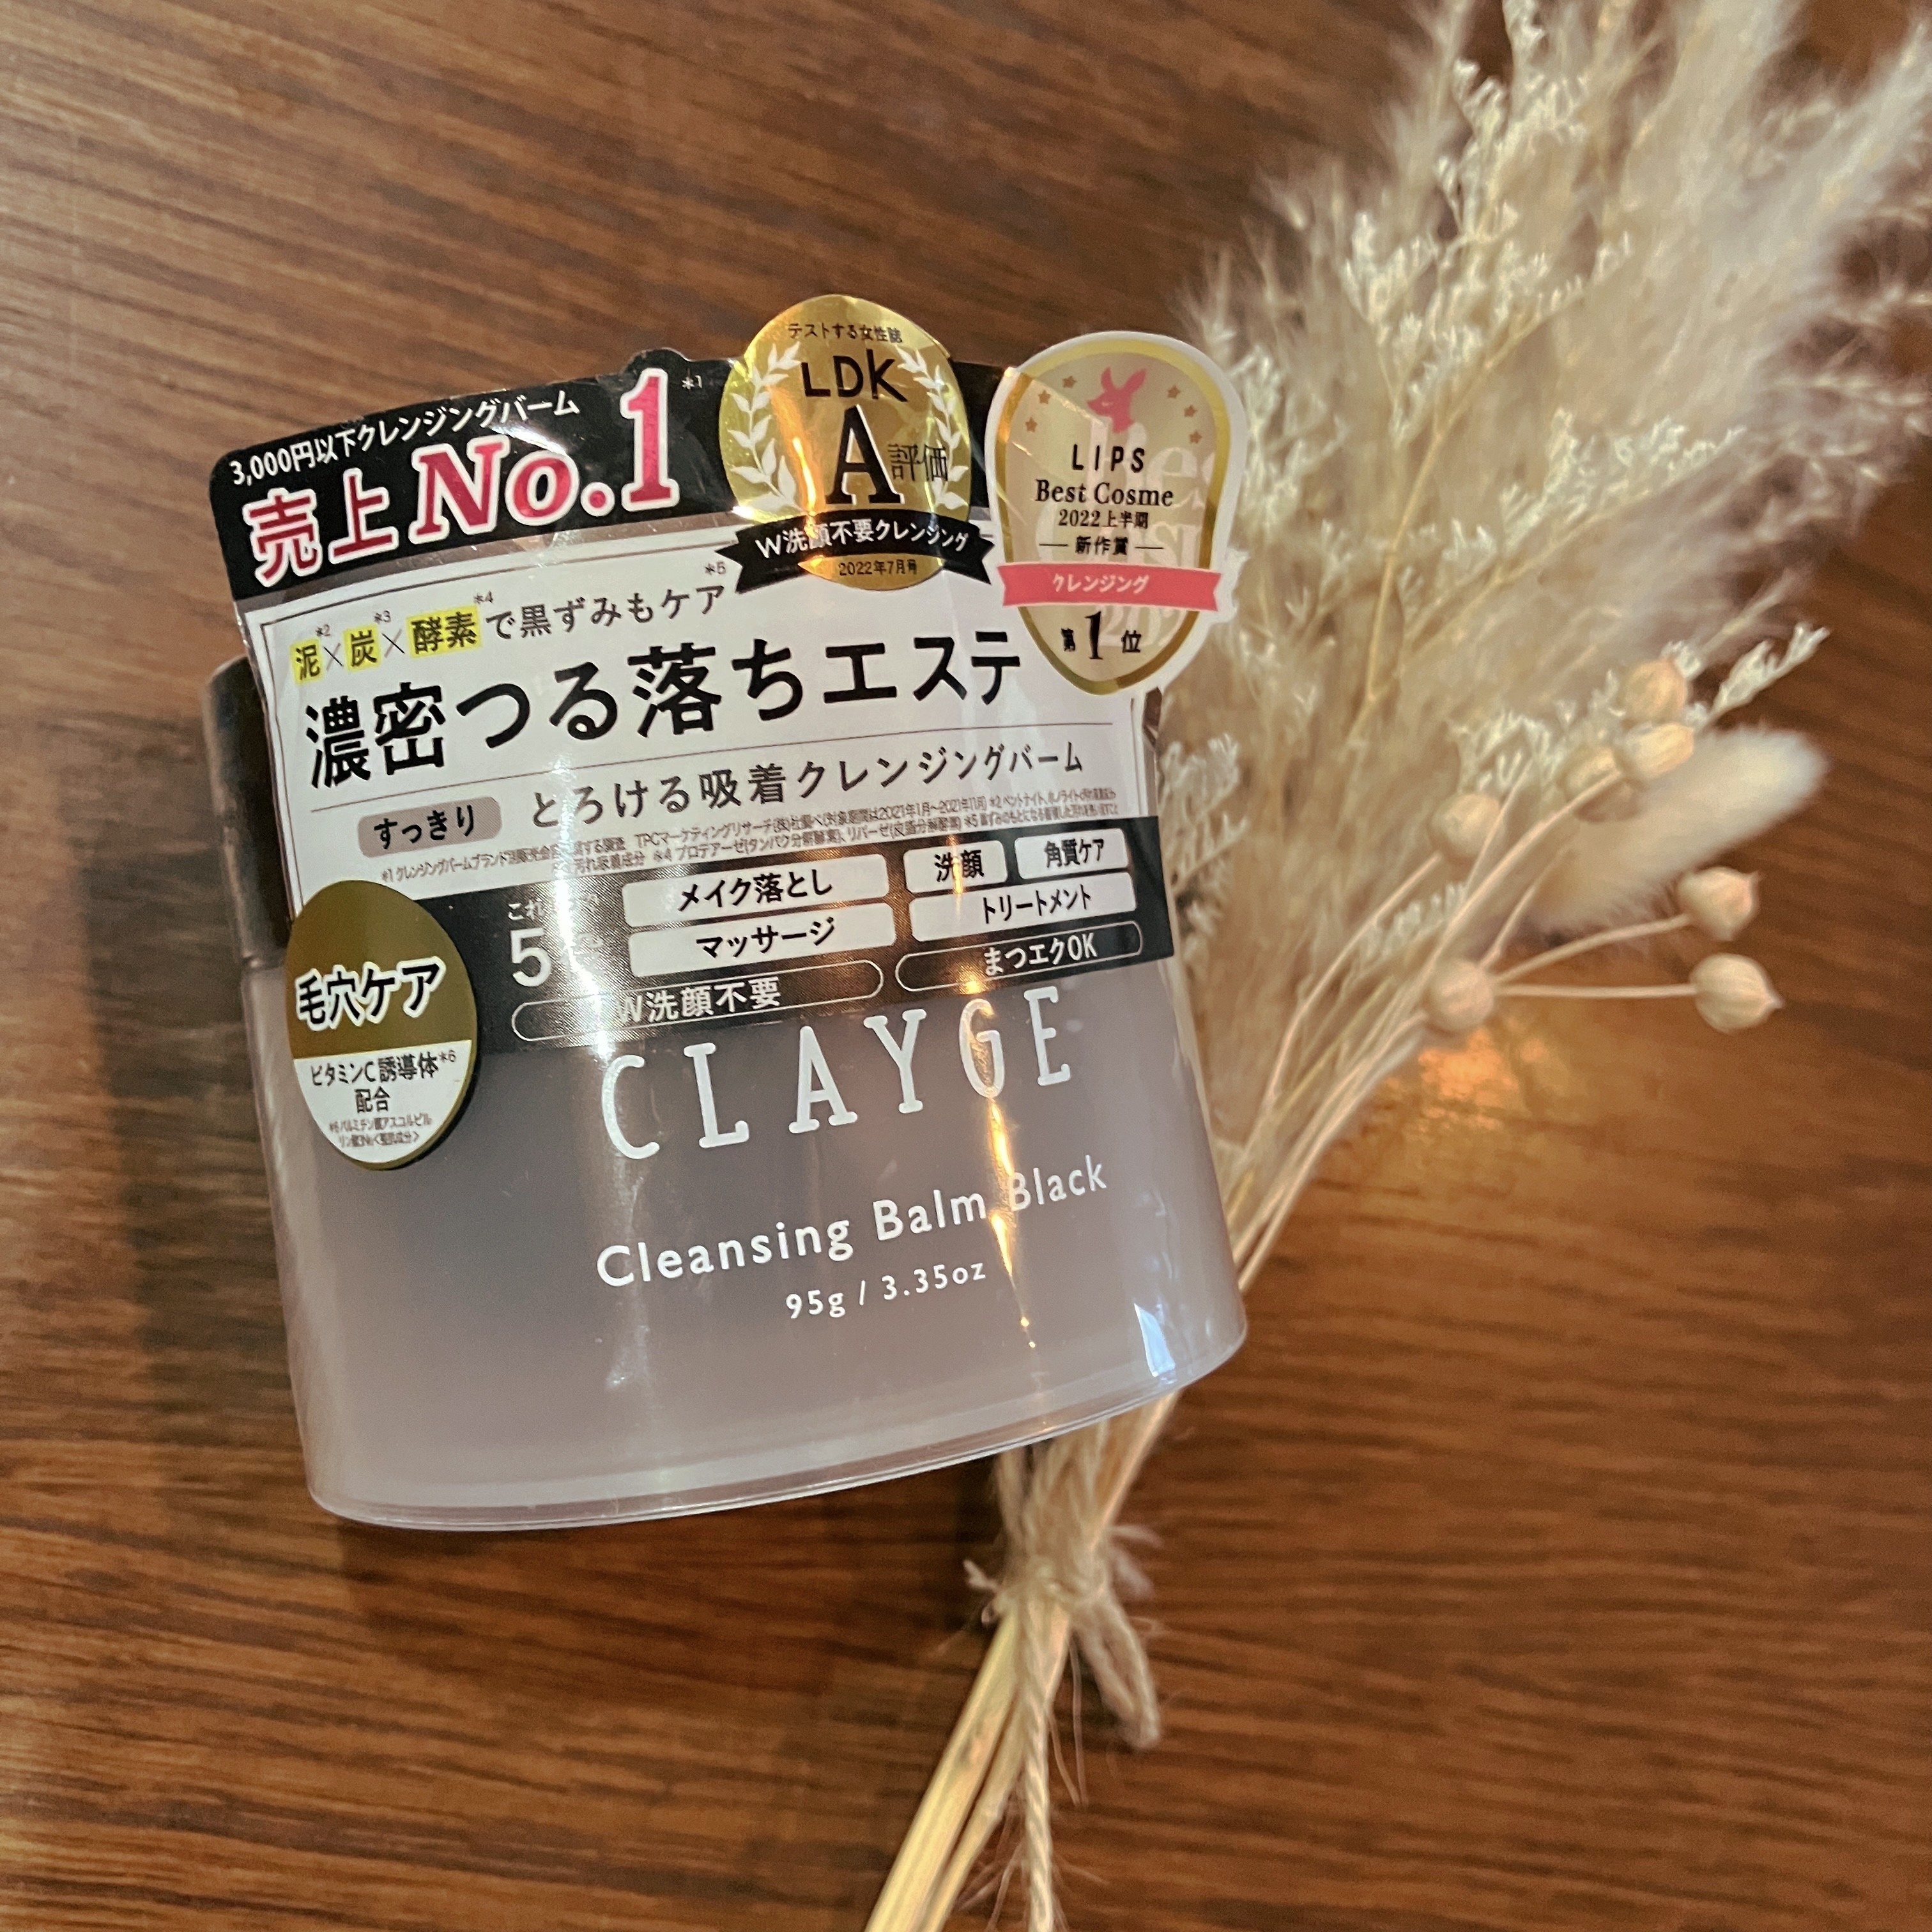 3,000円以下クレンジングバーム
売上No.1*1
テストする女性誌
LDK
A評価
W洗顔不要クレンジング
2022年7月号
LIPS
Best Cosme
2022上半期
新作賞
クレンジング
第1位
泥*2×炭*3×酵素*4で黒ずみもケア*5
濃密つる落ちエステ
すっきり とろける吸着クレンジングバーム
これ
5
メイク落とし
洗顔
角質ケア
マッサージ
トリートメント
W洗顔不要
まつエクOK
毛穴ケア
ビタミンC誘導体*6
配合
CLAYGE
Cleansing Balm Black
95g / 3.35oz